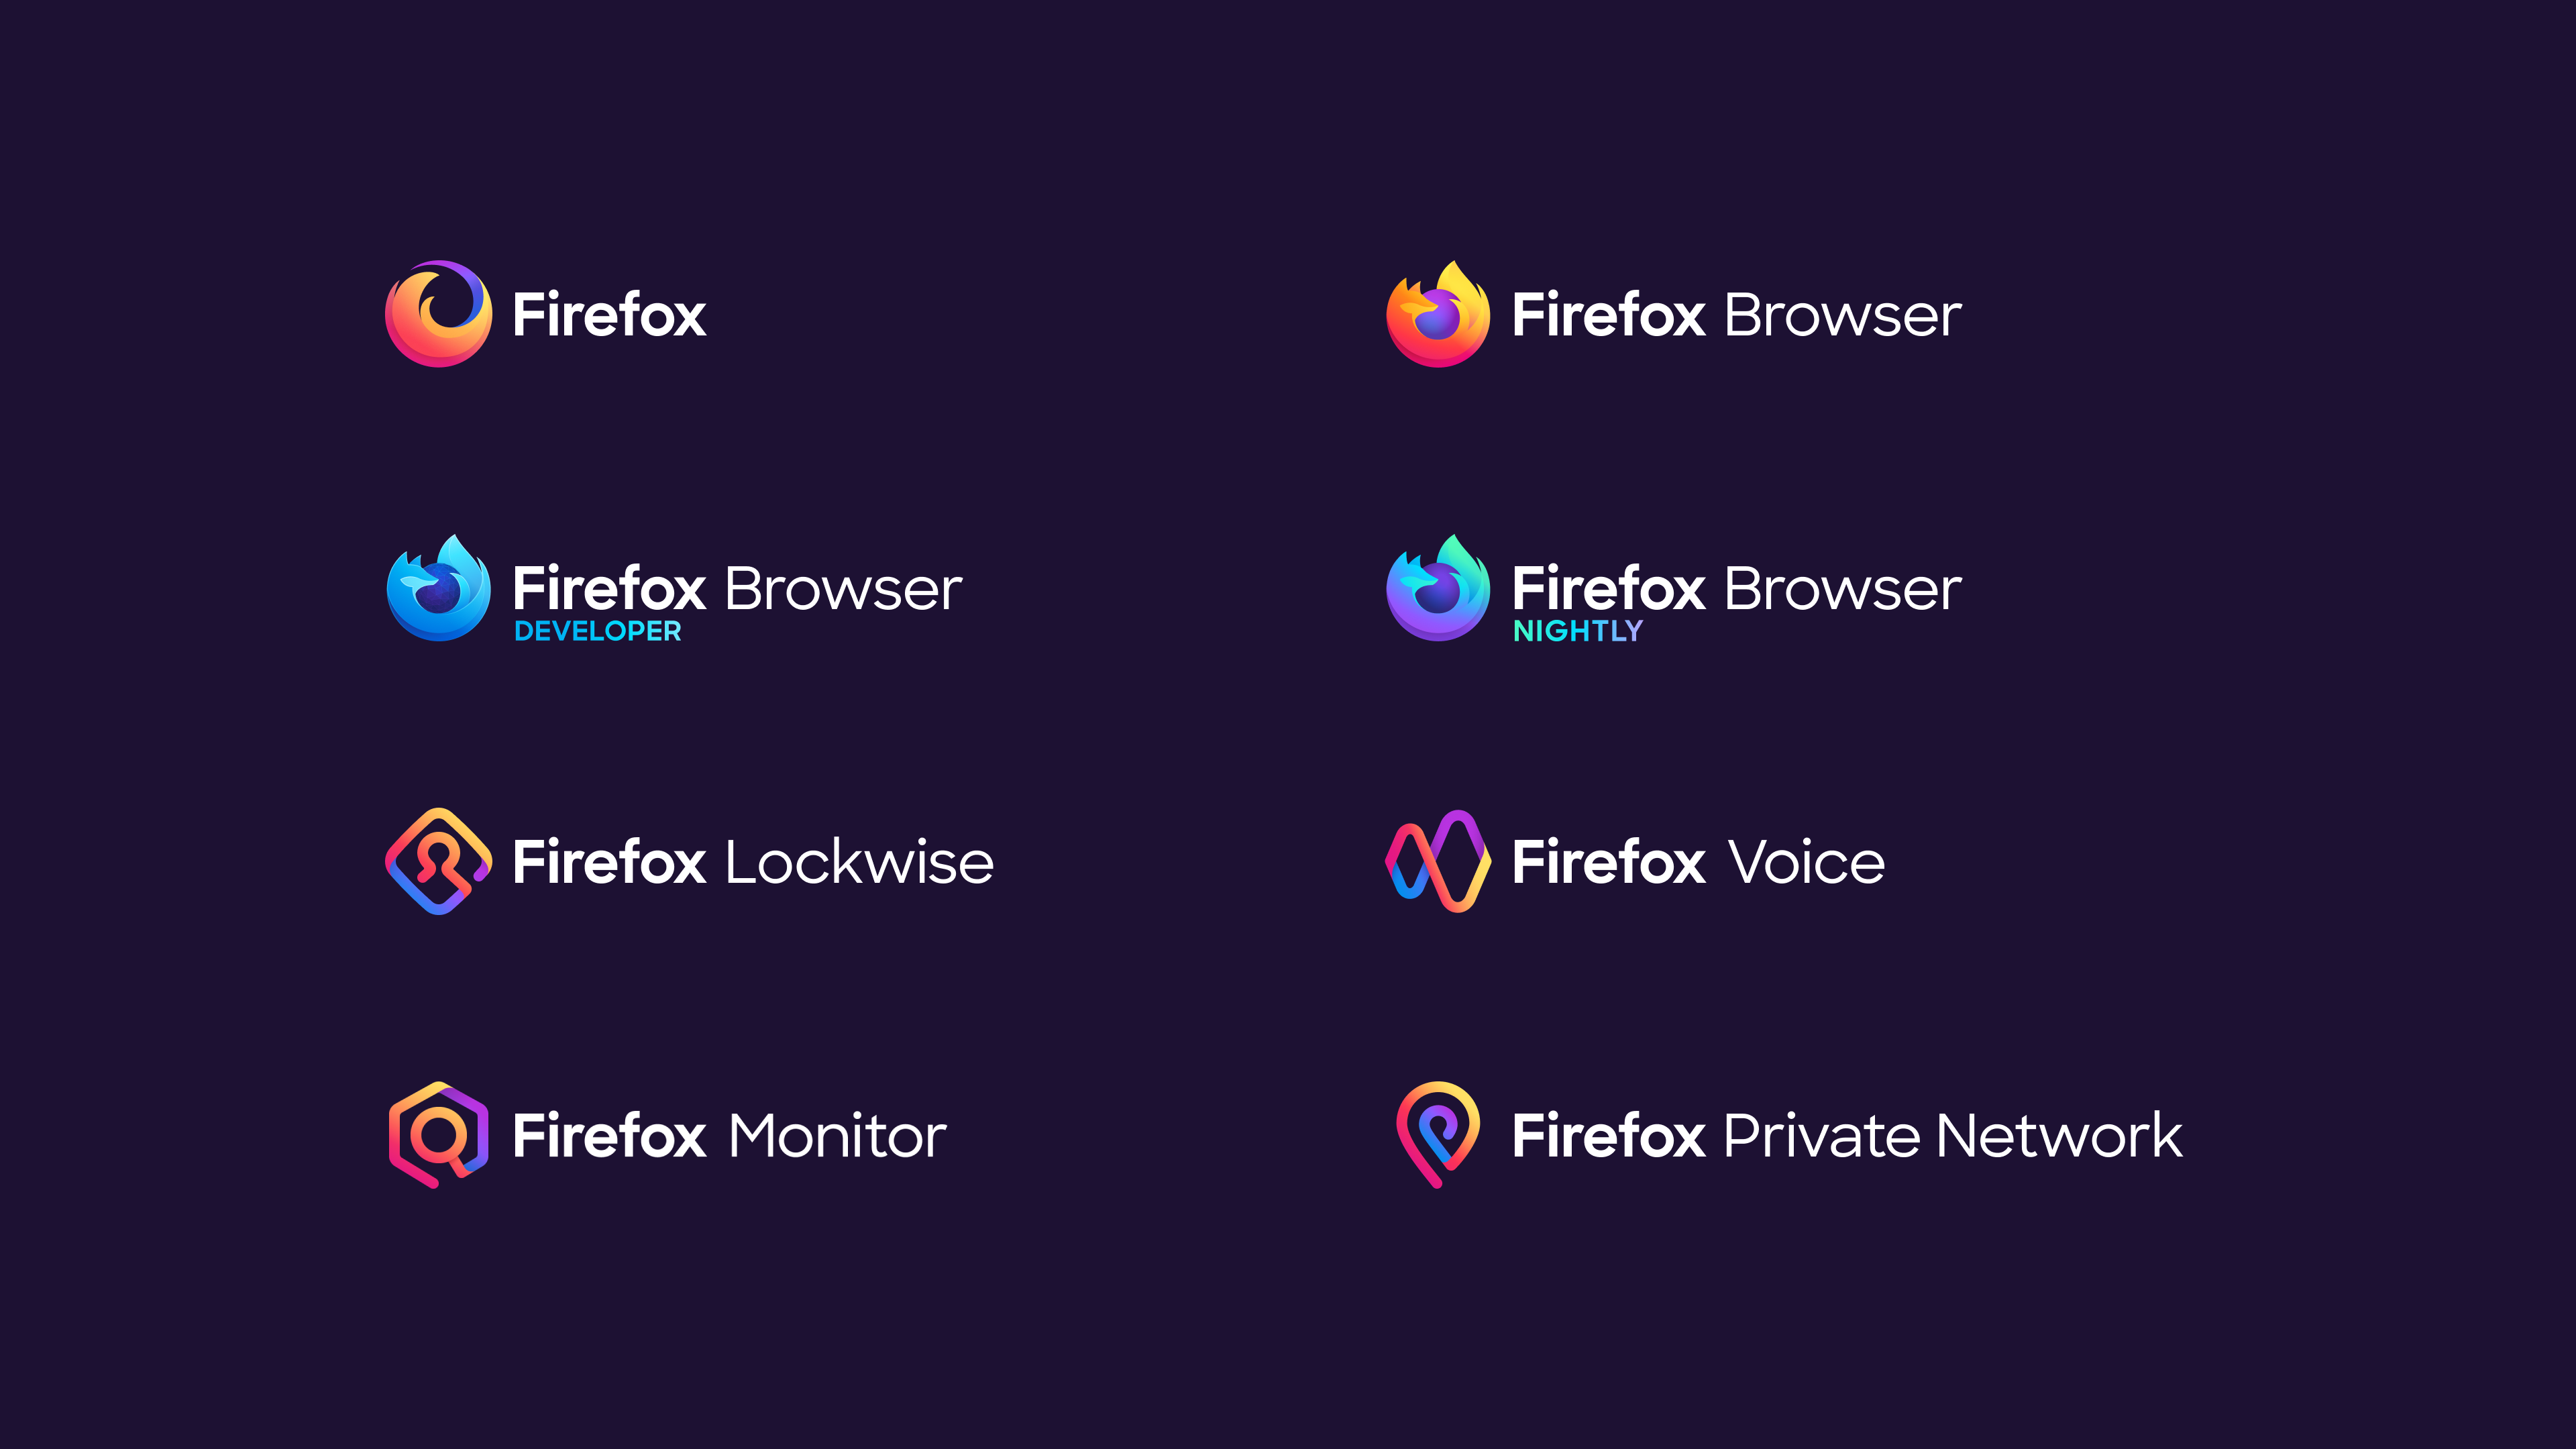 Firefox
Firefox Browser
Firefox Browser
DEVELOPER
Firefox Browser
NIGHTLY
Firefox Lockwise
Firefox Voice
Firefox Monitor
Firefox Private Network